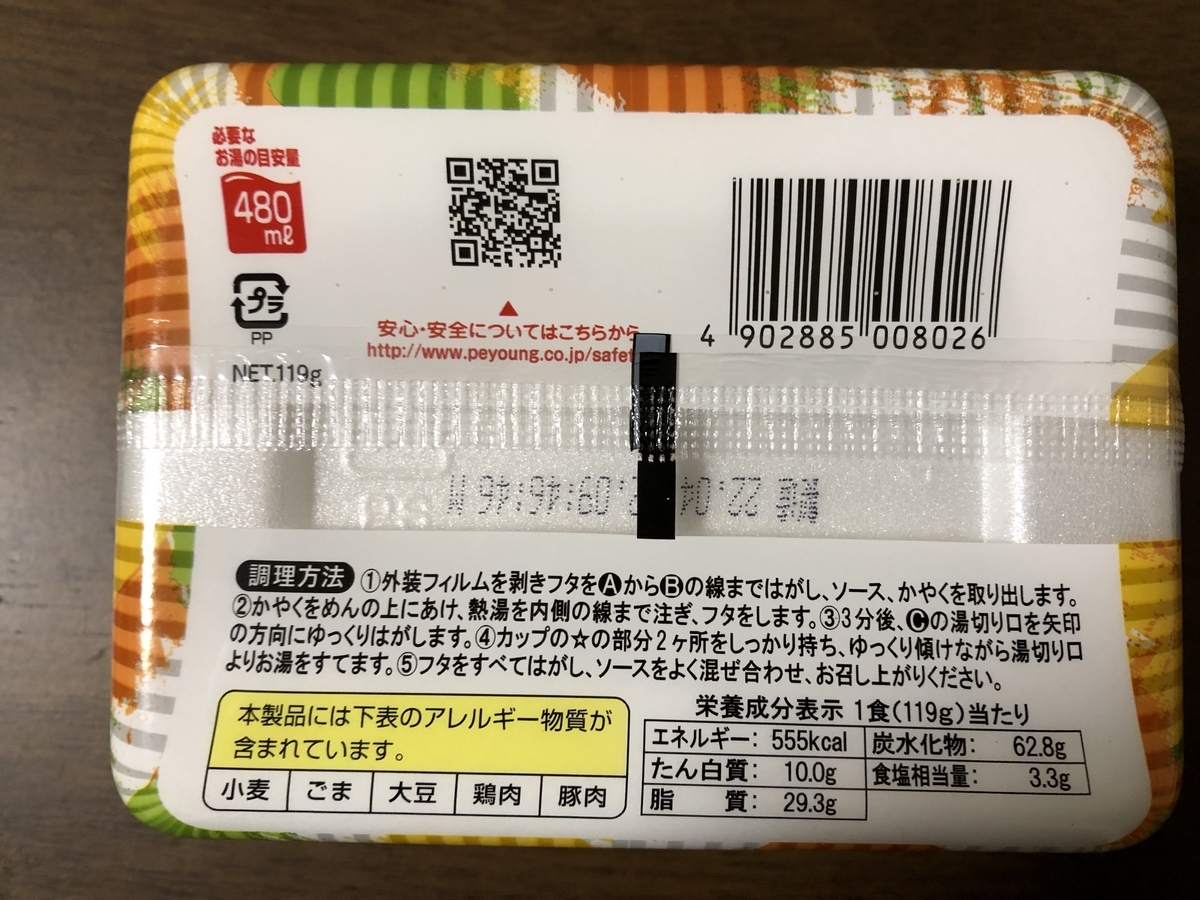 必要な
お湯の目安量
480
mℓ
プラ
PP
NET.119g
安心・安全についてはこちらから
http://www.peyoung.co.jp/safet
4 902885 008026
調理方法 ①外装フィルムを剥きフタをAからBの線まではがし、ソース、かやくを取り出します。
②かやくをめんの上にあけ、熱湯を内側の線まで注ぎ、フタをします。③3分後、Cの湯切り口を矢印
の方向にゆっくりはがします。④カップの☆の部分2ヶ所をしっかり持ち、ゆっくり傾けながら湯切り口
よりお湯をすてます。⑤フタをすべてはがし、ソースをよく混ぜ合わせ、お召し上がりください。
本製品には下表のアレルギー物質が
含まれています。
小麦 ごま 大豆 鶏肉 豚肉
栄養成分表示 1食(119g)当たり
エネルギー: 555kcal 炭水化物: 62.8g
たん白質: 10.0g 食塩相当量: 3.3g
脂 質: 29.3g